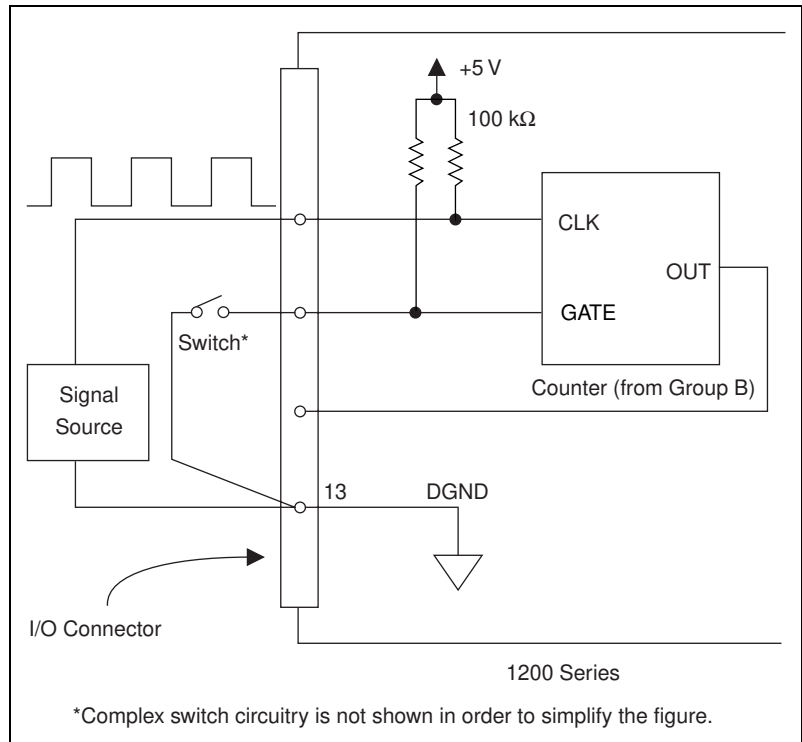 +5 V
100 kΩ
CLK
OUT
GATE
Switch*
Counter (from Group B)
Signal
Source
13
DGND
I/O Connector
1200 Series
*Complex switch circuitry is not shown in order to simplify the figure.